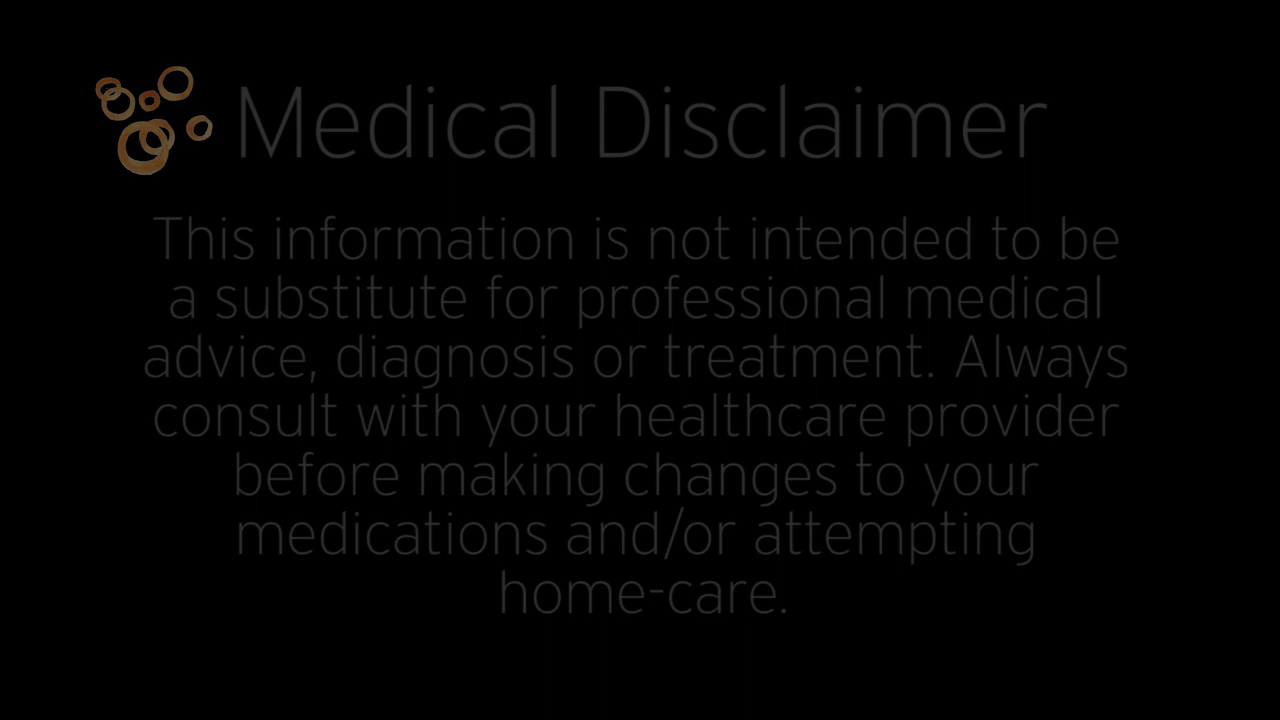 Medical Disclaimer
This information is not intended to be
a substitute for professional medical
advice, diagnosis or treatment. Always
consult with your healthcare provider
before making changes to your
medications and/or attempting
home-care.